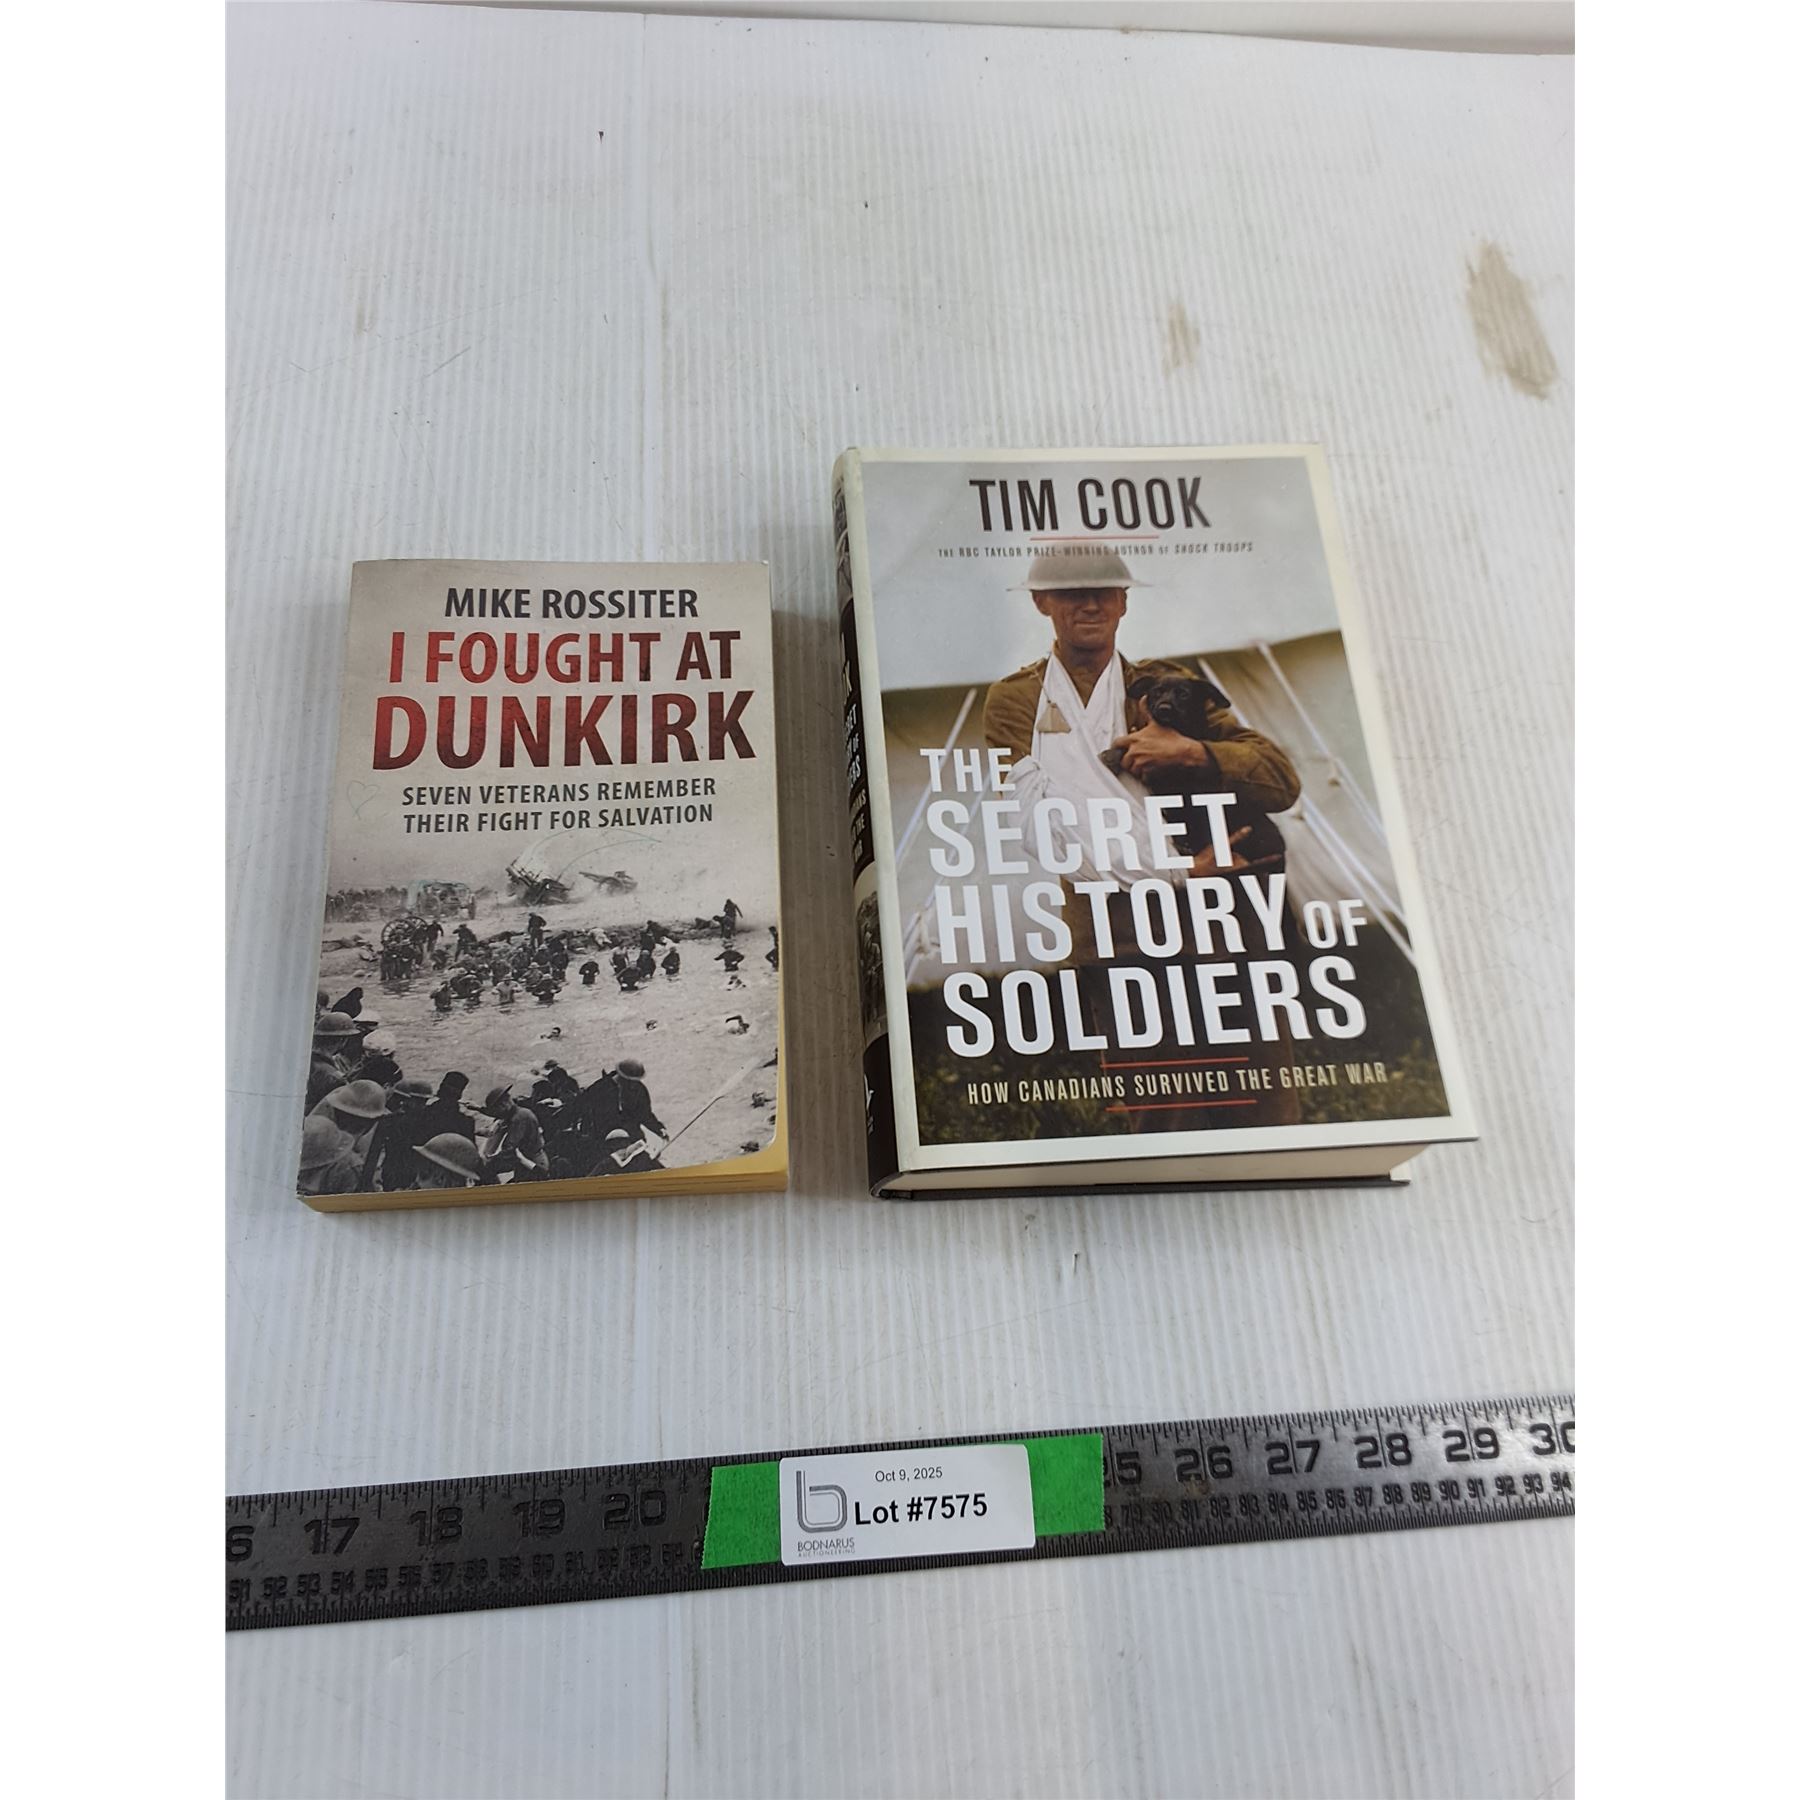 MIKE ROSSITER
I FOUGHT AT
DUNKIRK
SEVEN VETERANS REMEMBER
THEIR FIGHT FOR SALVATION
TIM COOK
THE RBC TAYLOR PRIZE–WINNING AUTHOR OF SHOCK TROOPS
THE
SECRET
HISTORY OF
SOLDIERS
HOW CANADIANS SURVIVED THE GREAT WAR
17 18 19 20
26 27 28 29 30
Oct 9, 2025
Lot #7575
BODNARUS
AUCTIONEERING